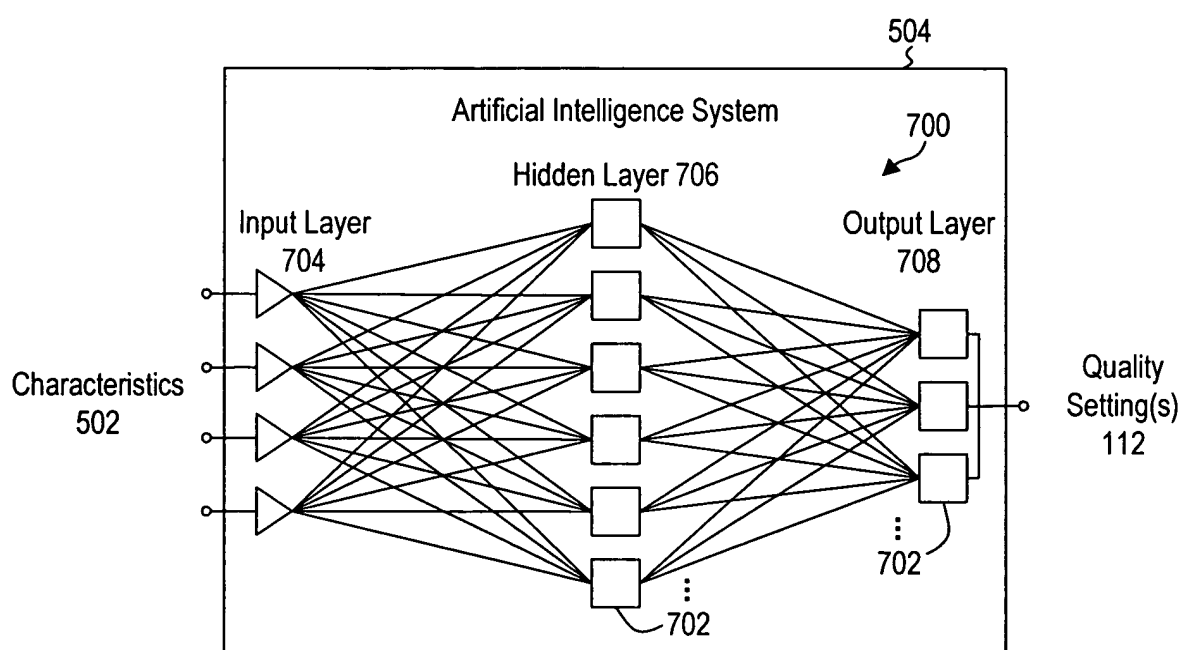 504
Artificial Intelligence System
700
Hidden Layer 706
Input Layer
704
Output Layer
708
Characteristics
502
Quality
Setting(s)
112
702
702